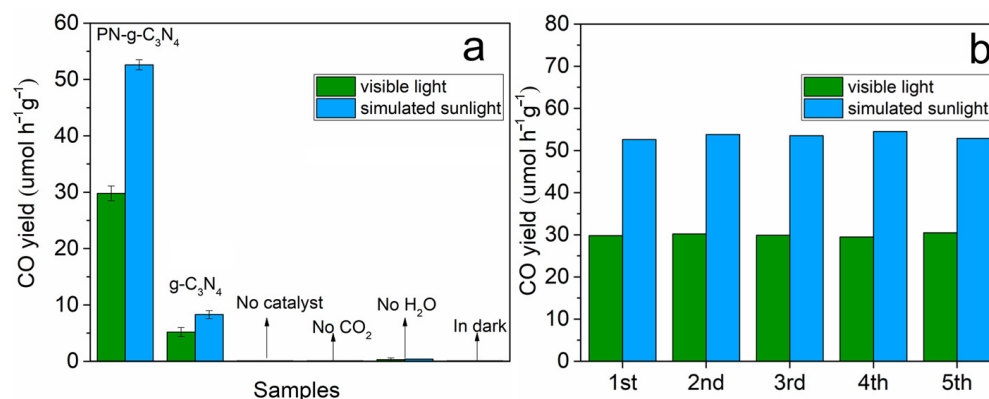 a
CO yield (umol h⁻¹g⁻¹)
60
50
40
30
20
10
0
PN-g-C₃N₄
visible light
simulated sunlight
g-C₃N₄
No catalyst
No CO₂
No H₂O
In dark
Samples
b
CO yield (umol h⁻¹g⁻¹)
80
70
60
50
40
30
20
10
0
visible light
simulated sunlight
1st 2nd 3rd 4th 5th